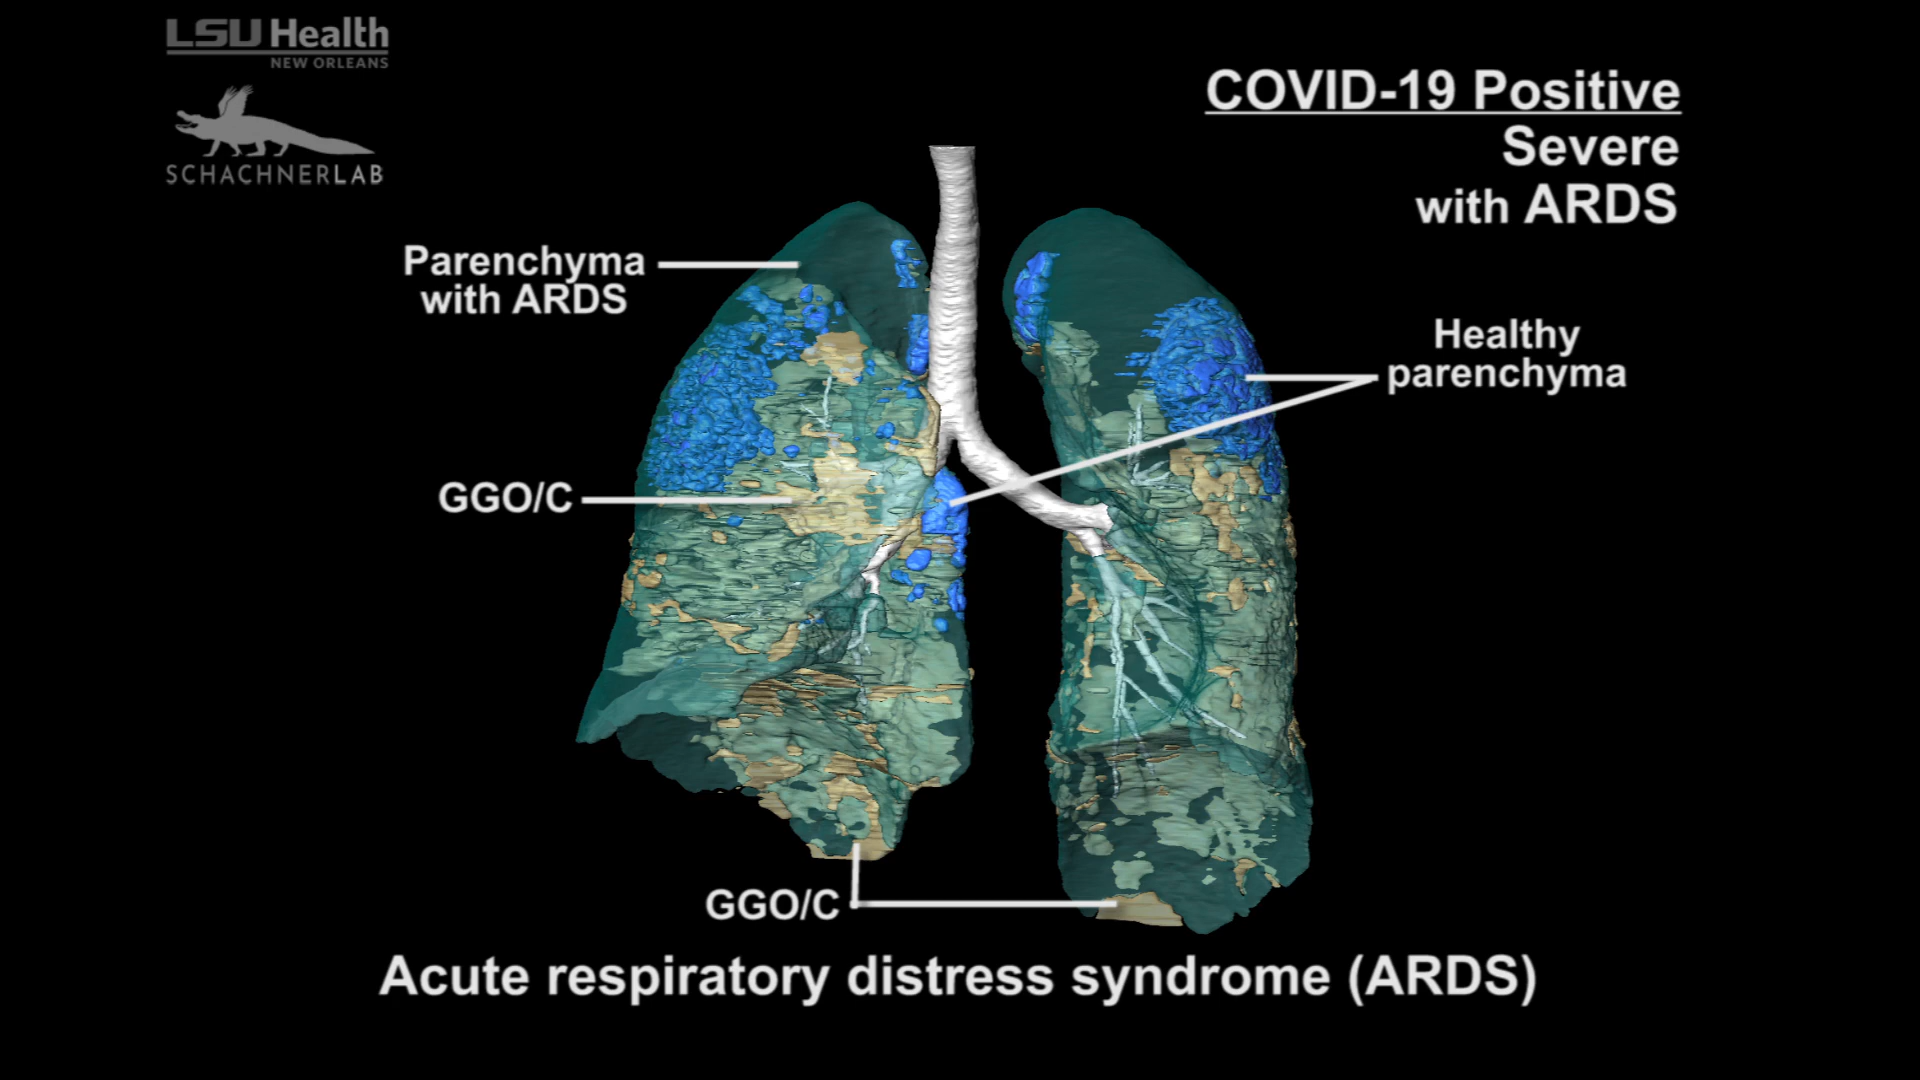 LSU Health
NEW ORLEANS
SCHACHNERLAB
COVID-19 Positive
Severe
with ARDS
Parenchyma
with ARDS
Healthy
parenchyma
GGO/C
GGO/C
Acute respiratory distress syndrome (ARDS)